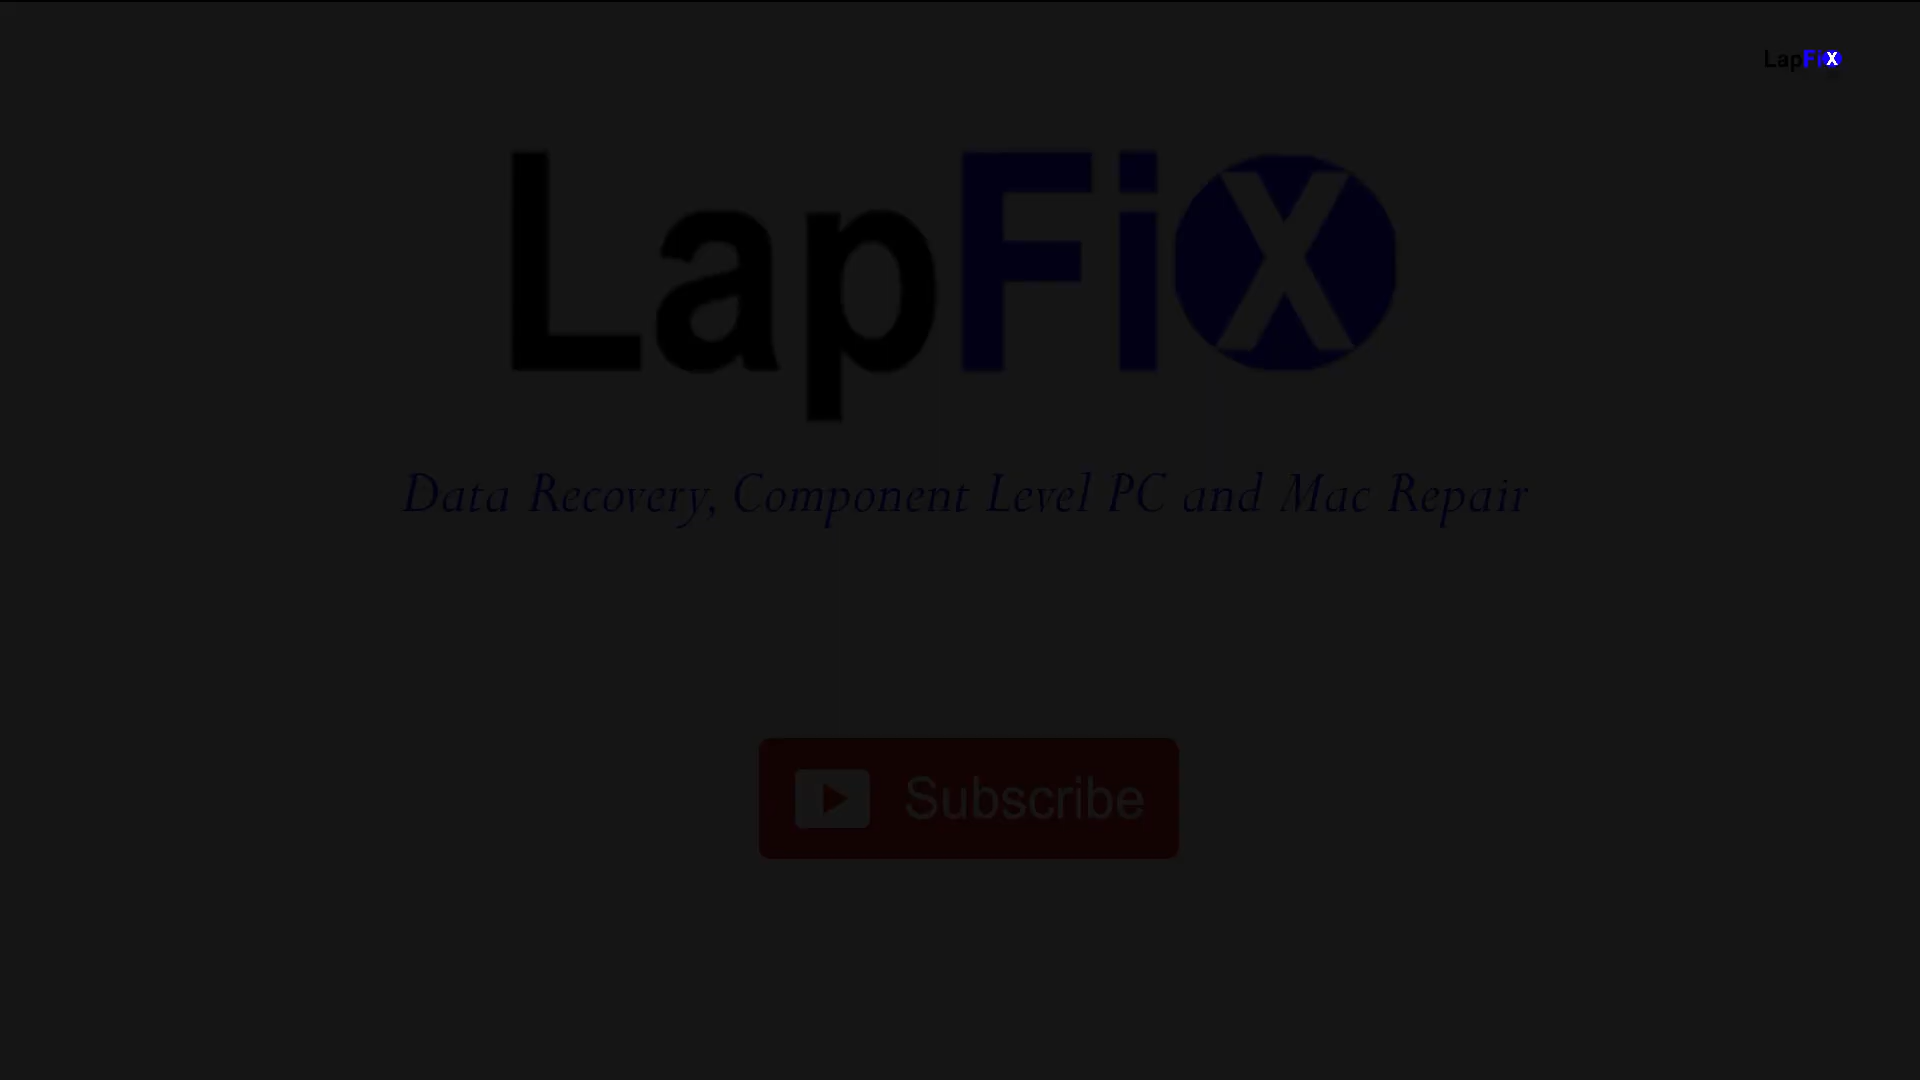 LapFix
LapFix
Data Recovery, Component Level PC and Mac Repair
Subscribe